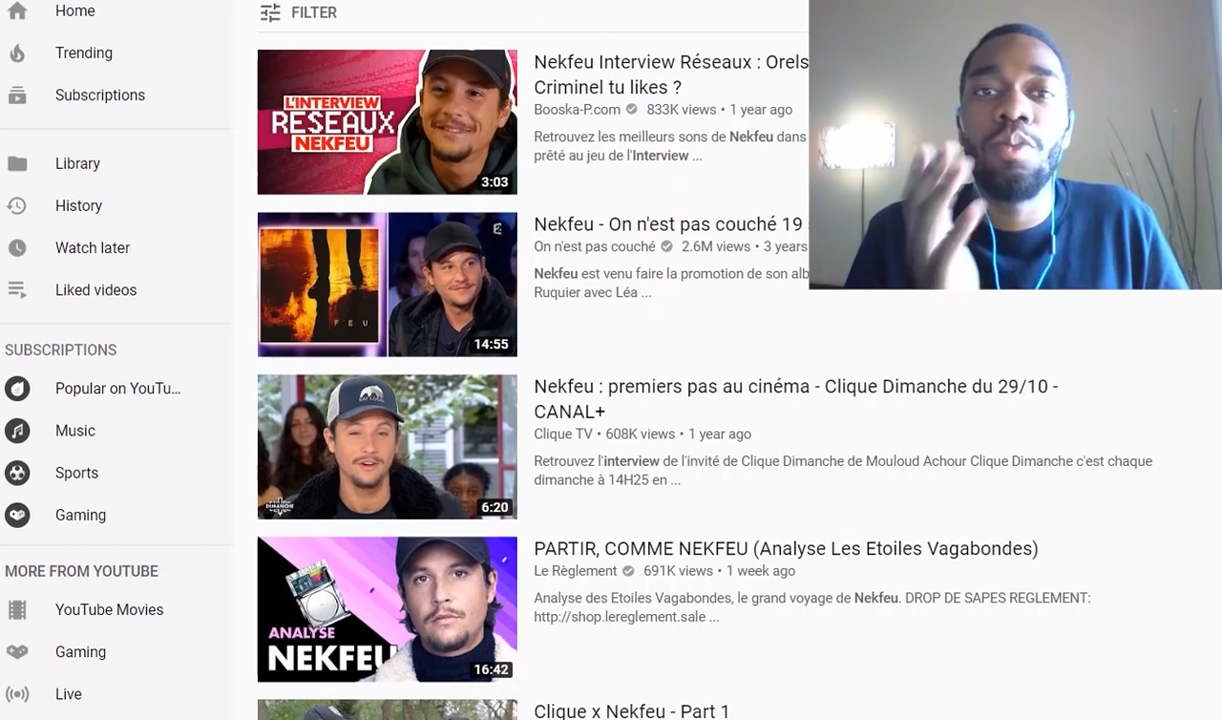 Home
Trending
Subscriptions
Library
History
Watch later
Liked videos
SUBSCRIPTIONS
Popular on YouTu...
Music
Sports
Gaming
MORE FROM YOUTUBE
YouTube Movies
Gaming
Live
FILTER
L'INTERVIEW
RESEAUX
NEKFEU
3:03
Nekfeu Interview Réseaux : Orels
Criminel tu likes ?
Booska-P.com 833K views • 1 year ago
Retrouvez les meilleurs sons de Nekfeu dans
prêté au jeu de l'Interview ...
2
FEU
14:55
Nekfeu - On n'est pas couché 19
On n'est pas couché 2.6M views • 3 years
Nekfeu est venu faire la promotion de son alb
Ruquier avec Léa ...
DIMANCHE
6:20
Nekfeu : premiers pas au cinéma - Clique Dimanche du 29/10 -
CANAL+
Clique TV • 608K views • 1 year ago
Retrouvez l'interview de l'invité de Clique Dimanche de Mouloud Achour Clique Dimanche c'est chaque
dimanche à 14H25 en ...
ANALYSE
NEKFEU
16:42
PARTIR, COMME NEKFEU (Analyse Les Etoiles Vagabondes)
Le Règlement 691K views • 1 week ago
Analyse des Etoiles Vagabondes, le grand voyage de Nekfeu. DROP DE SAPES REGLEMENT:
http://shop.lereglement.sale ...
Clique x Nekfeu - Part 1